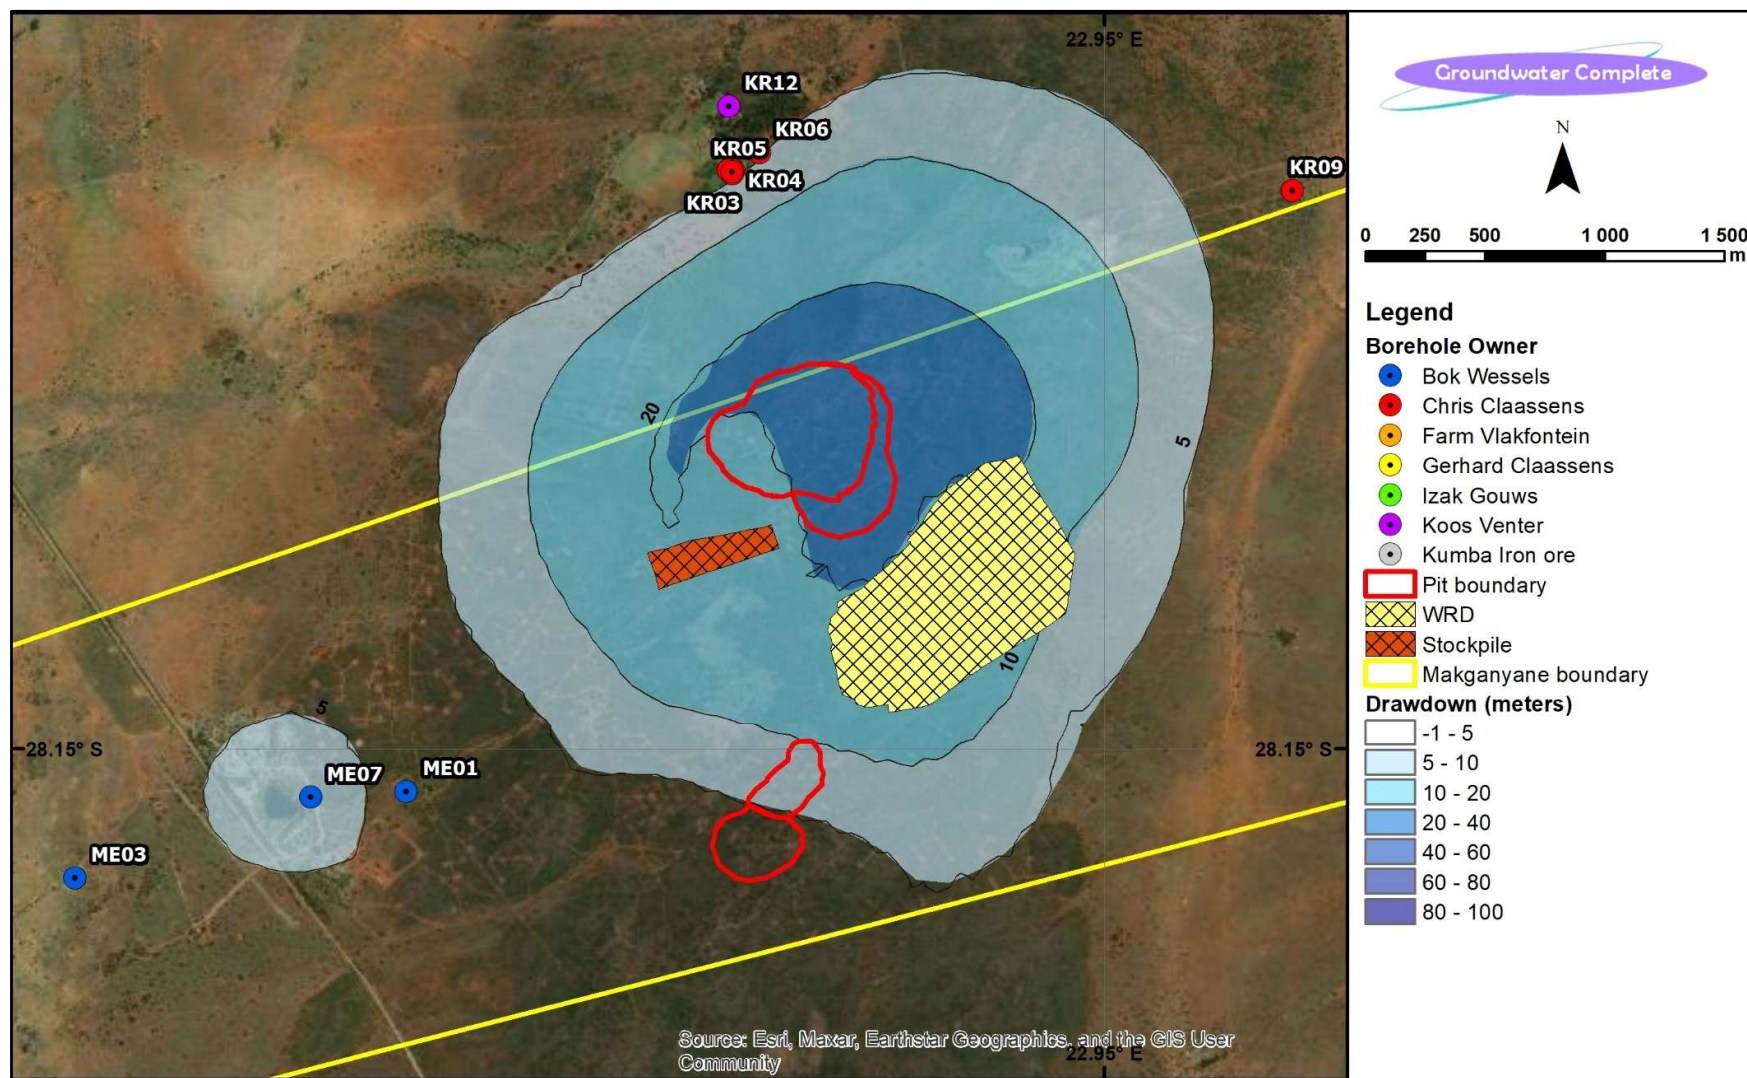 22.95° E
KR12
KR06
KR05
KR04
KR03
KR09
20
5
10
5
28.15° S
28.15° S
ME07
ME01
ME03
Source: Esri, Maxar, Earthstar Geographics, and the GIS User
Community
22.95° E
Groundwater Complete
N
0 250 500 1 000 1 500
m
Legend
Borehole Owner
Bok Wessels
Chris Claassens
Farm Vlakfontein
Gerhard Claassens
Izak Gouws
Koos Venter
Kumba Iron ore
Pit boundary
WRD
Stockpile
Makganyane boundary
Drawdown (meters)
-1 - 5
5 - 10
10 - 20
20 - 40
40 - 60
60 - 80
80 - 100